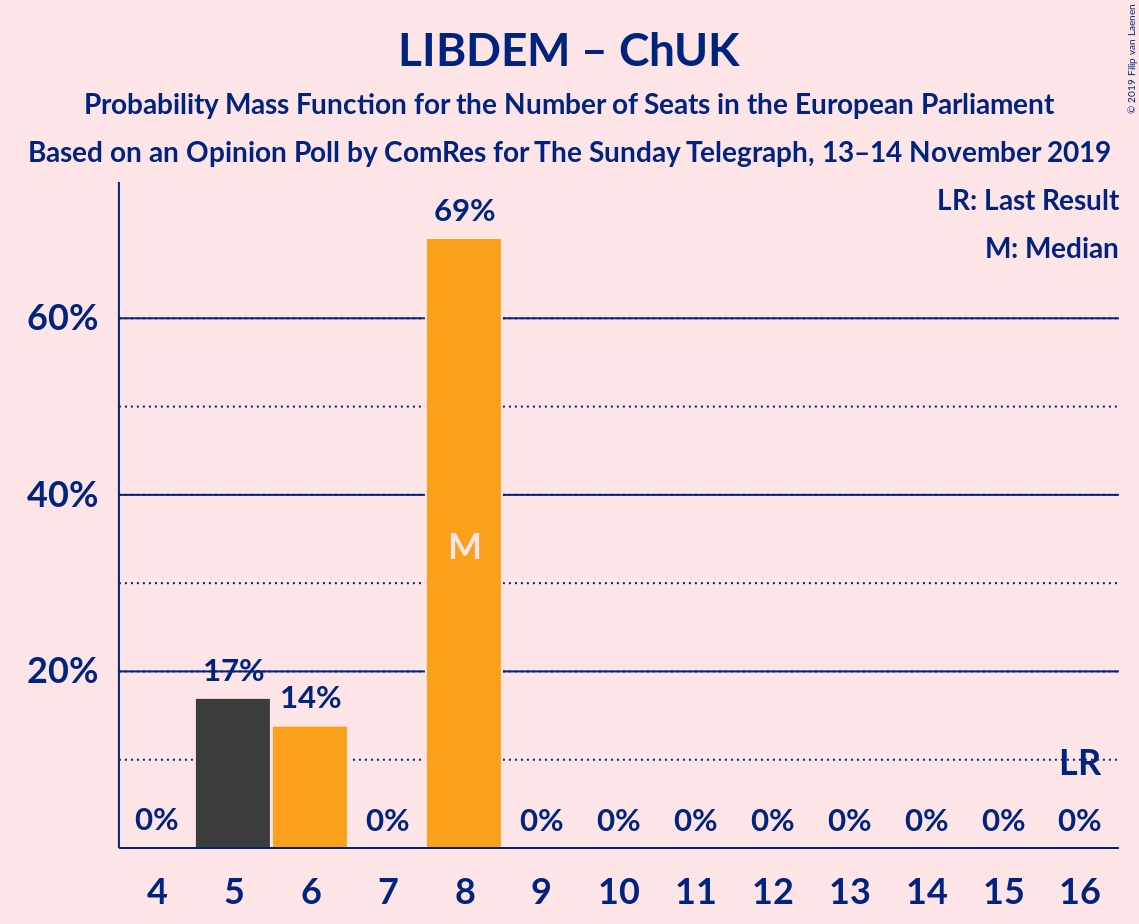 LIBDEM – ChUK
Probability Mass Function for the Number of Seats in the European Parliament
Based on an Opinion Poll by ComRes for The Sunday Telegraph, 13–14 November 2019
© 2019 Filip van Laenen
LR: Last Result
M: Median
69%
60%
40%
M
20%
17%
14%
LR
0% 0% 0% 0% 0% 0% 0% 0% 0% 0%
4 5 6 7 8 9 10 11 12 13 14 15 16